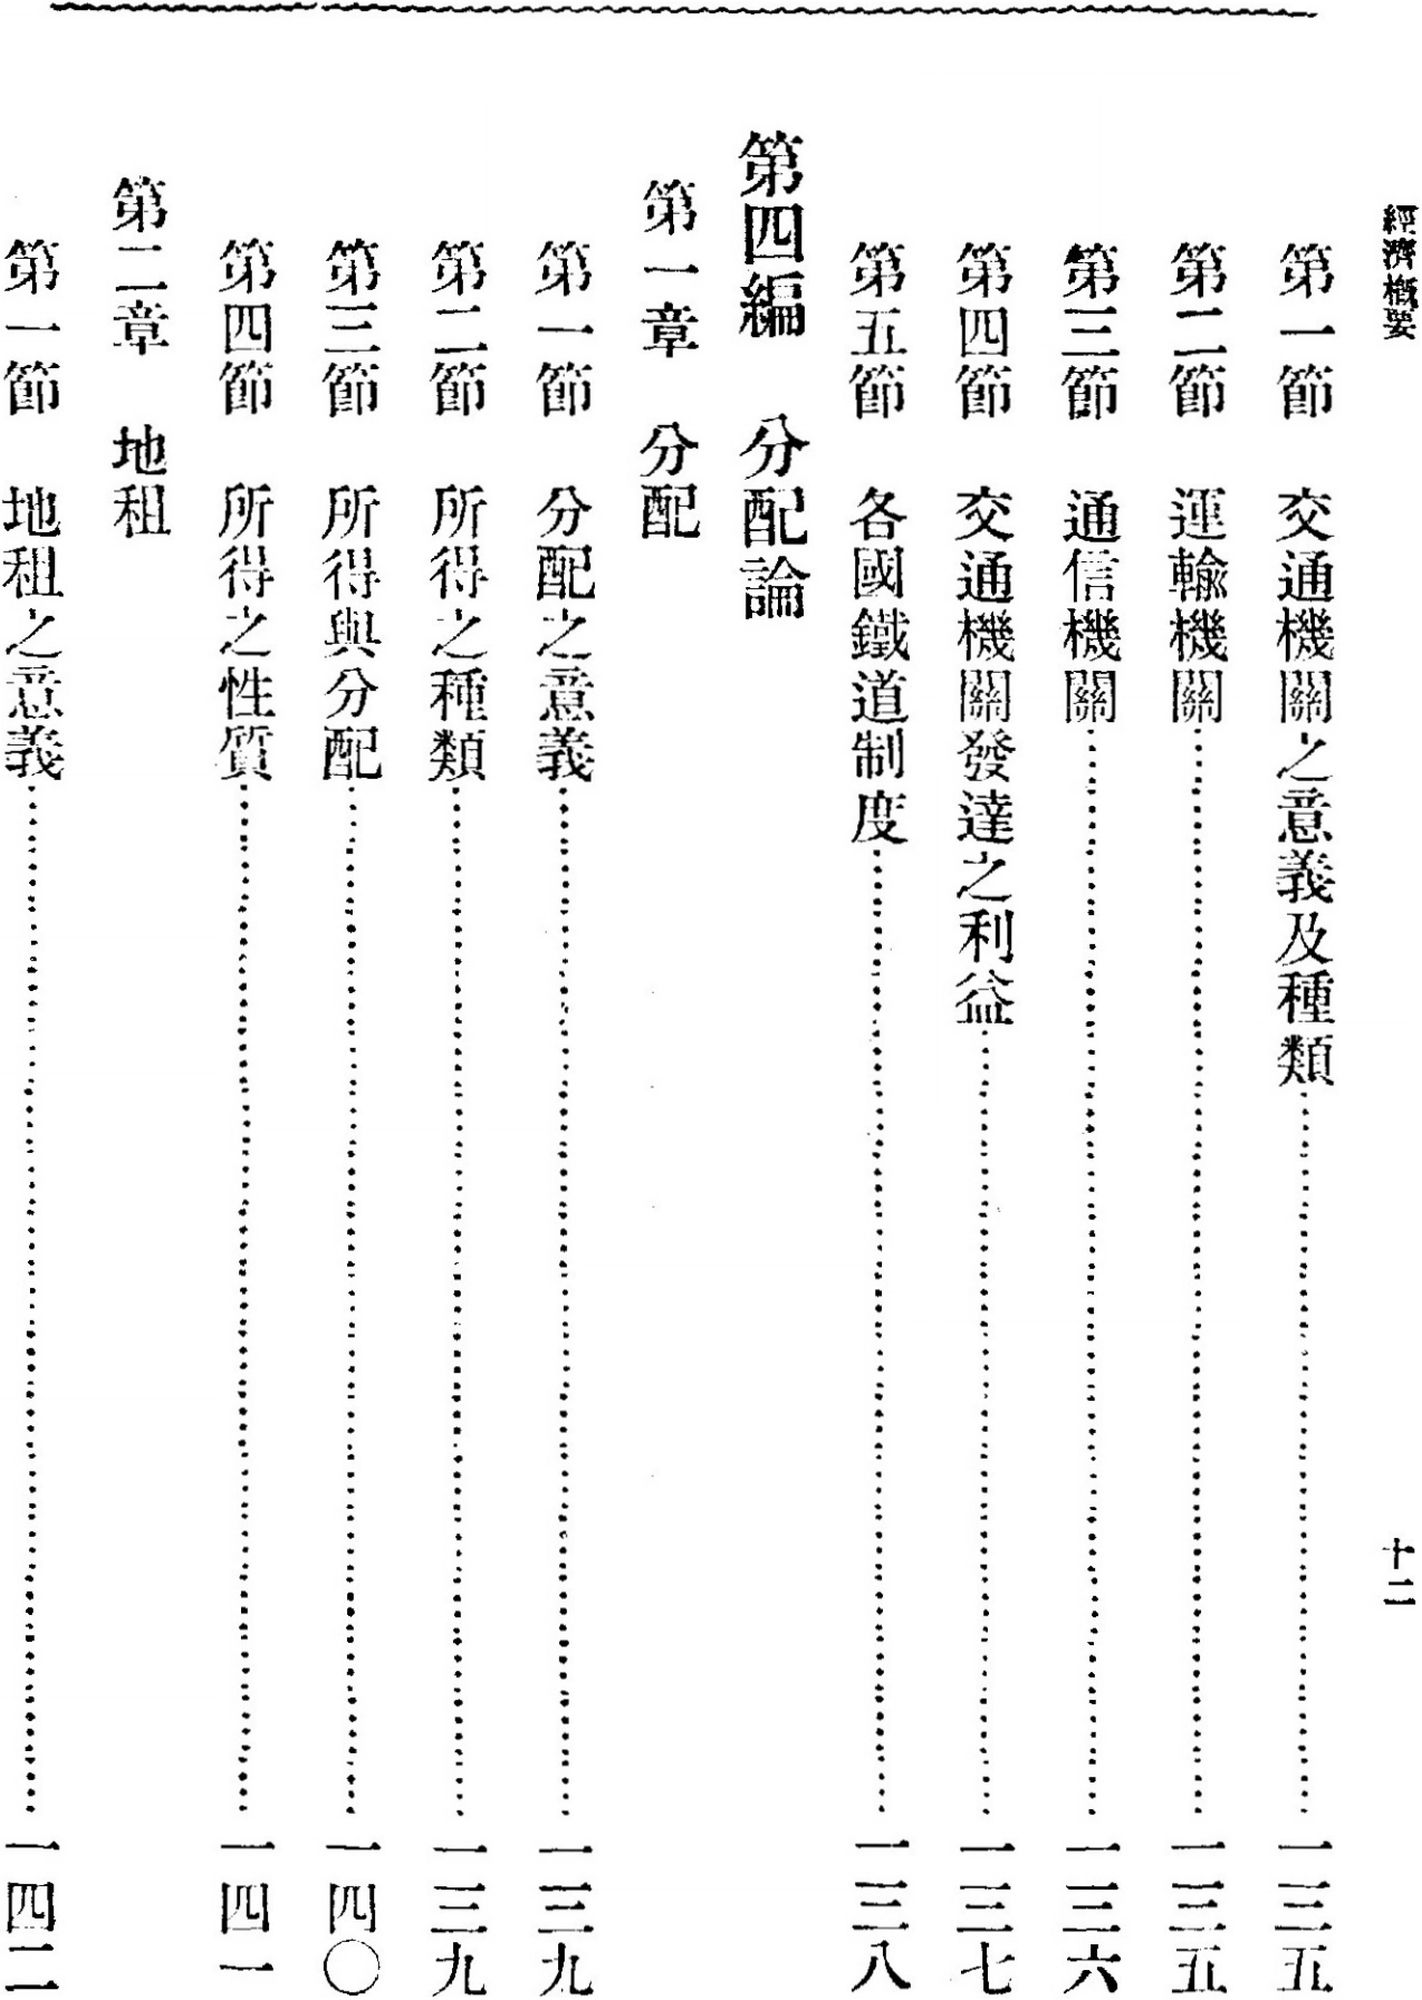 經濟概要
十二
第一節 交通機關之意義及種類……一三五
第二節 運輸機關……一三五
第三節 通信機關……一三六
第四節 交通機關發達之利益……一三七
第五節 各國鐵道制度……一三八
第四編 分配論
第一章 分配
第一節 分配之意義……一三九
第二節 所得之種類……一三九
第三節 所得與分配……一四〇
第四節 所得之性質……一四一
第二章 地租
第一節 地租之意義……一四二